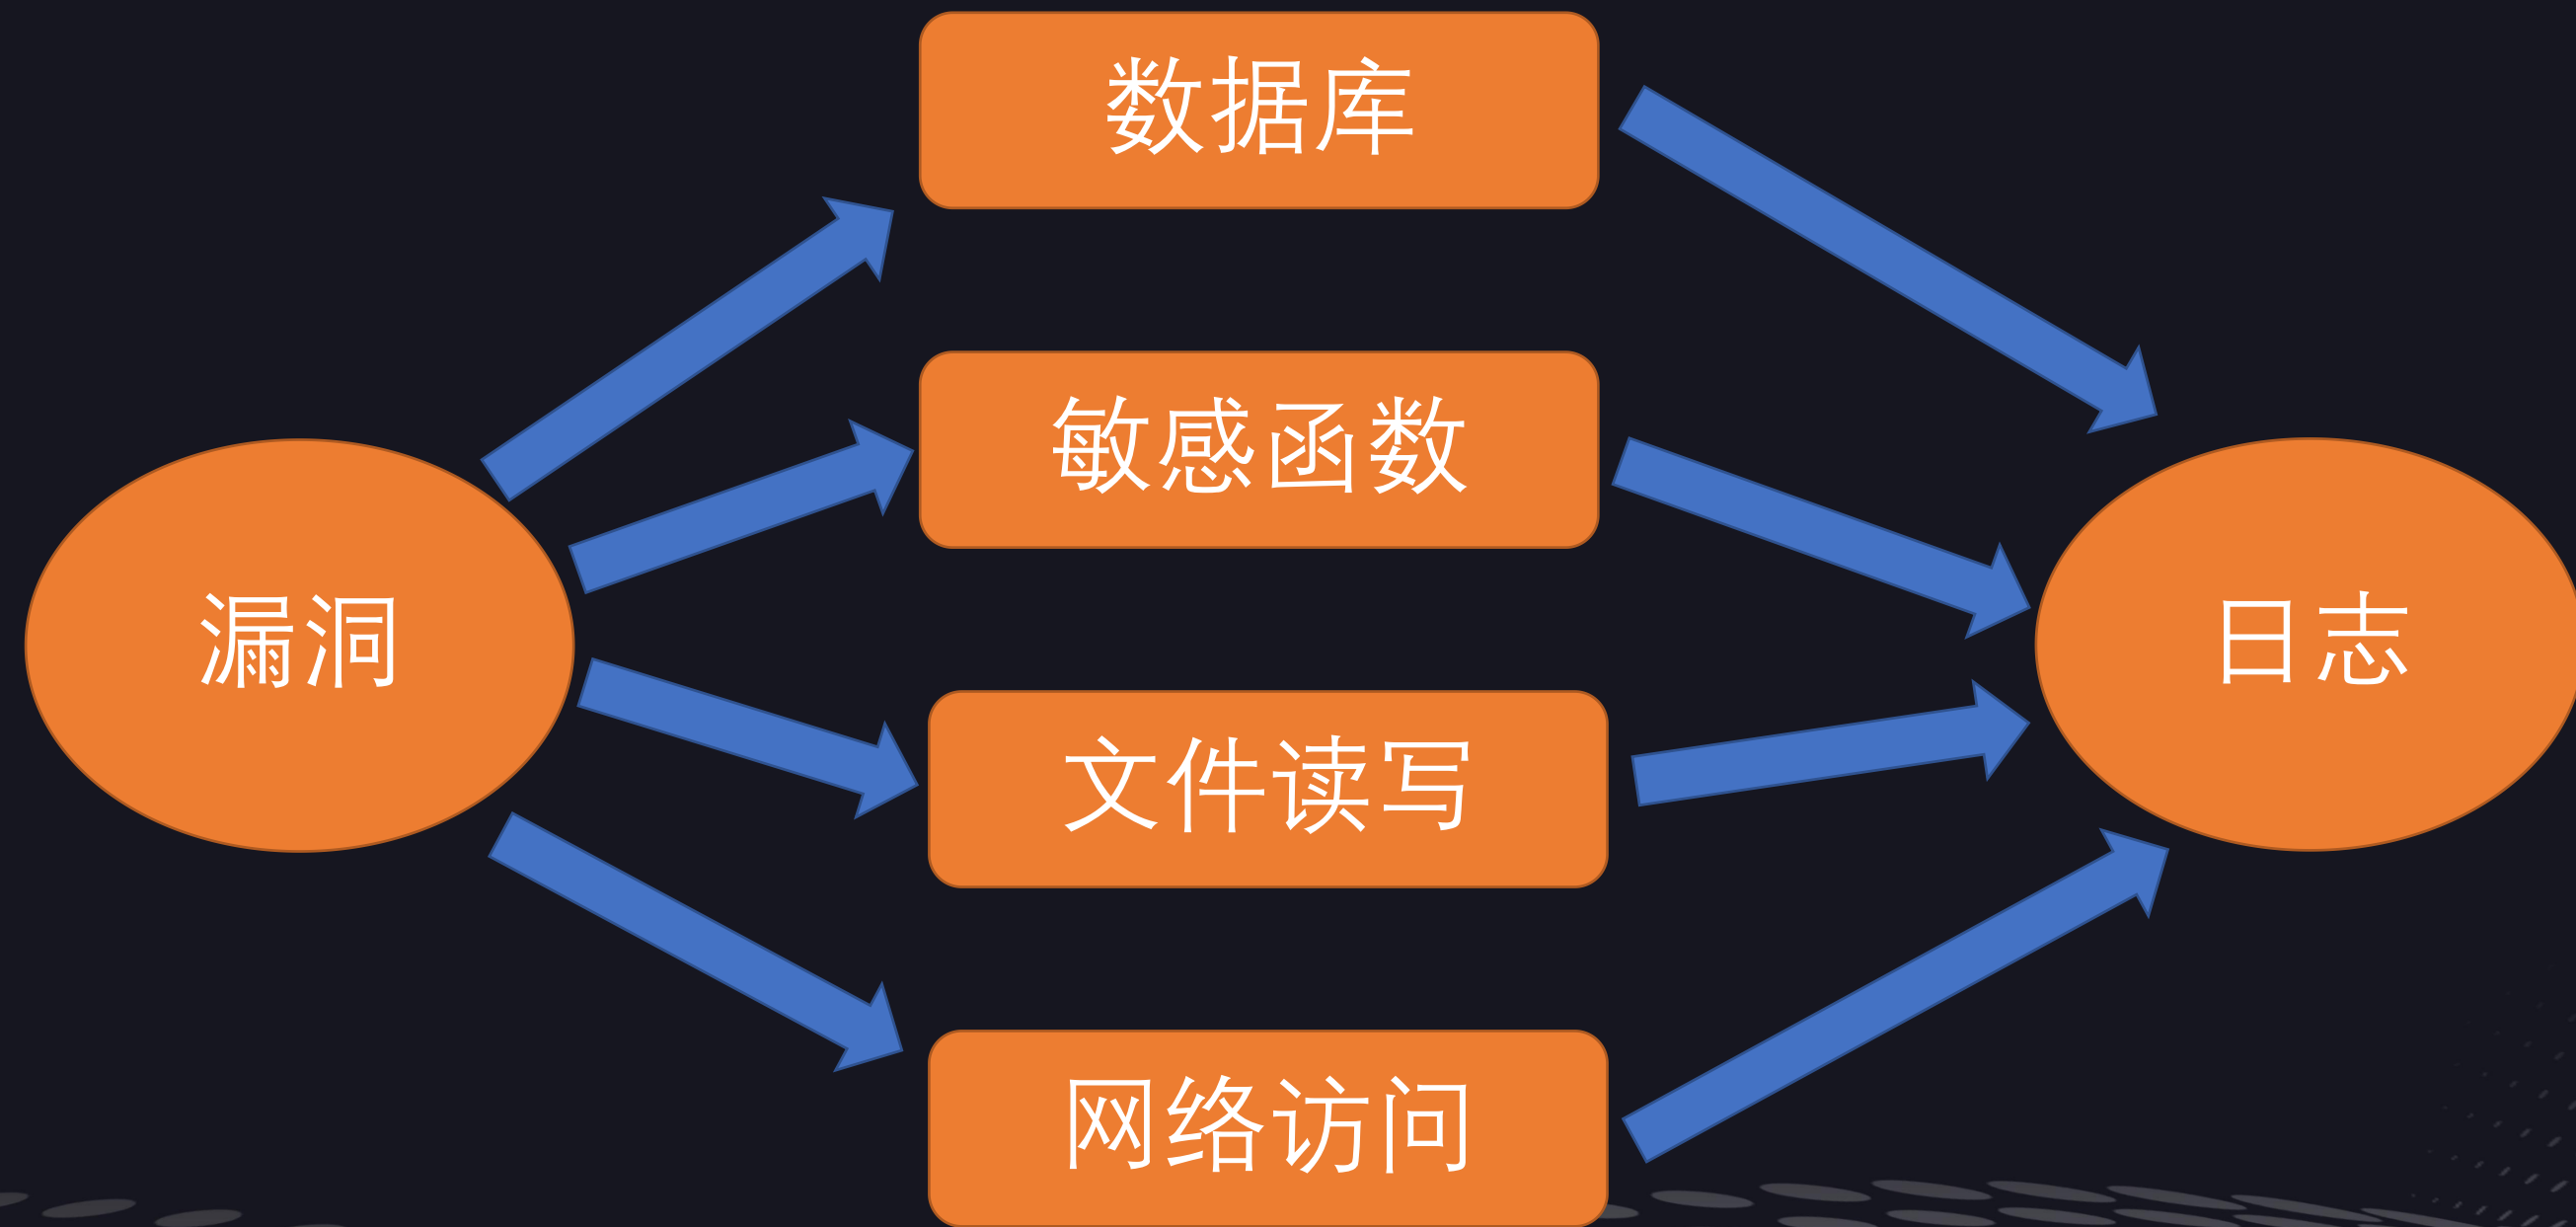 数据库
敏感函数
漏洞
日志
文件读写
网络访问